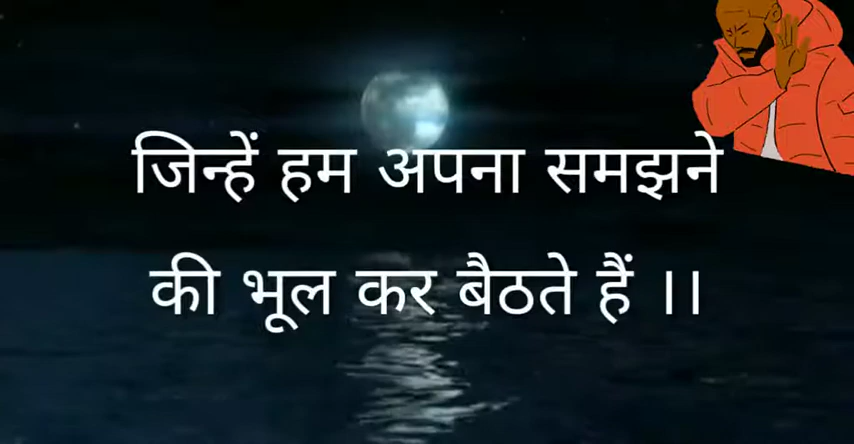 जिन्हें हम अपना समझने
की भूल कर बैठते हैं ।।